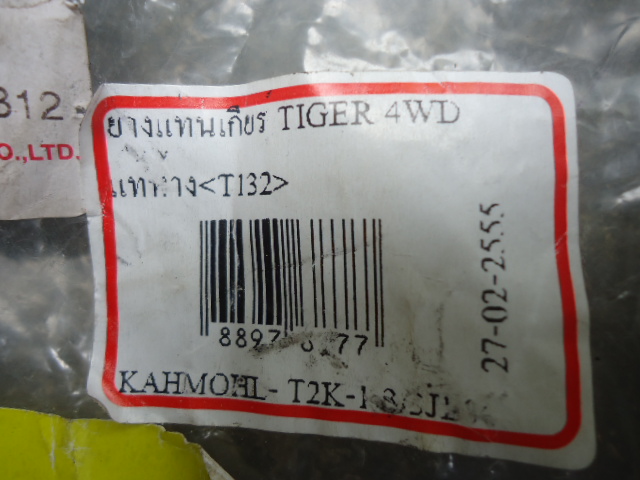 312
O.,LTD.
ยางแท่นเกียร์ TIGER 4WD
<T132>
27-02-2555
KAHMOHL- T2K-